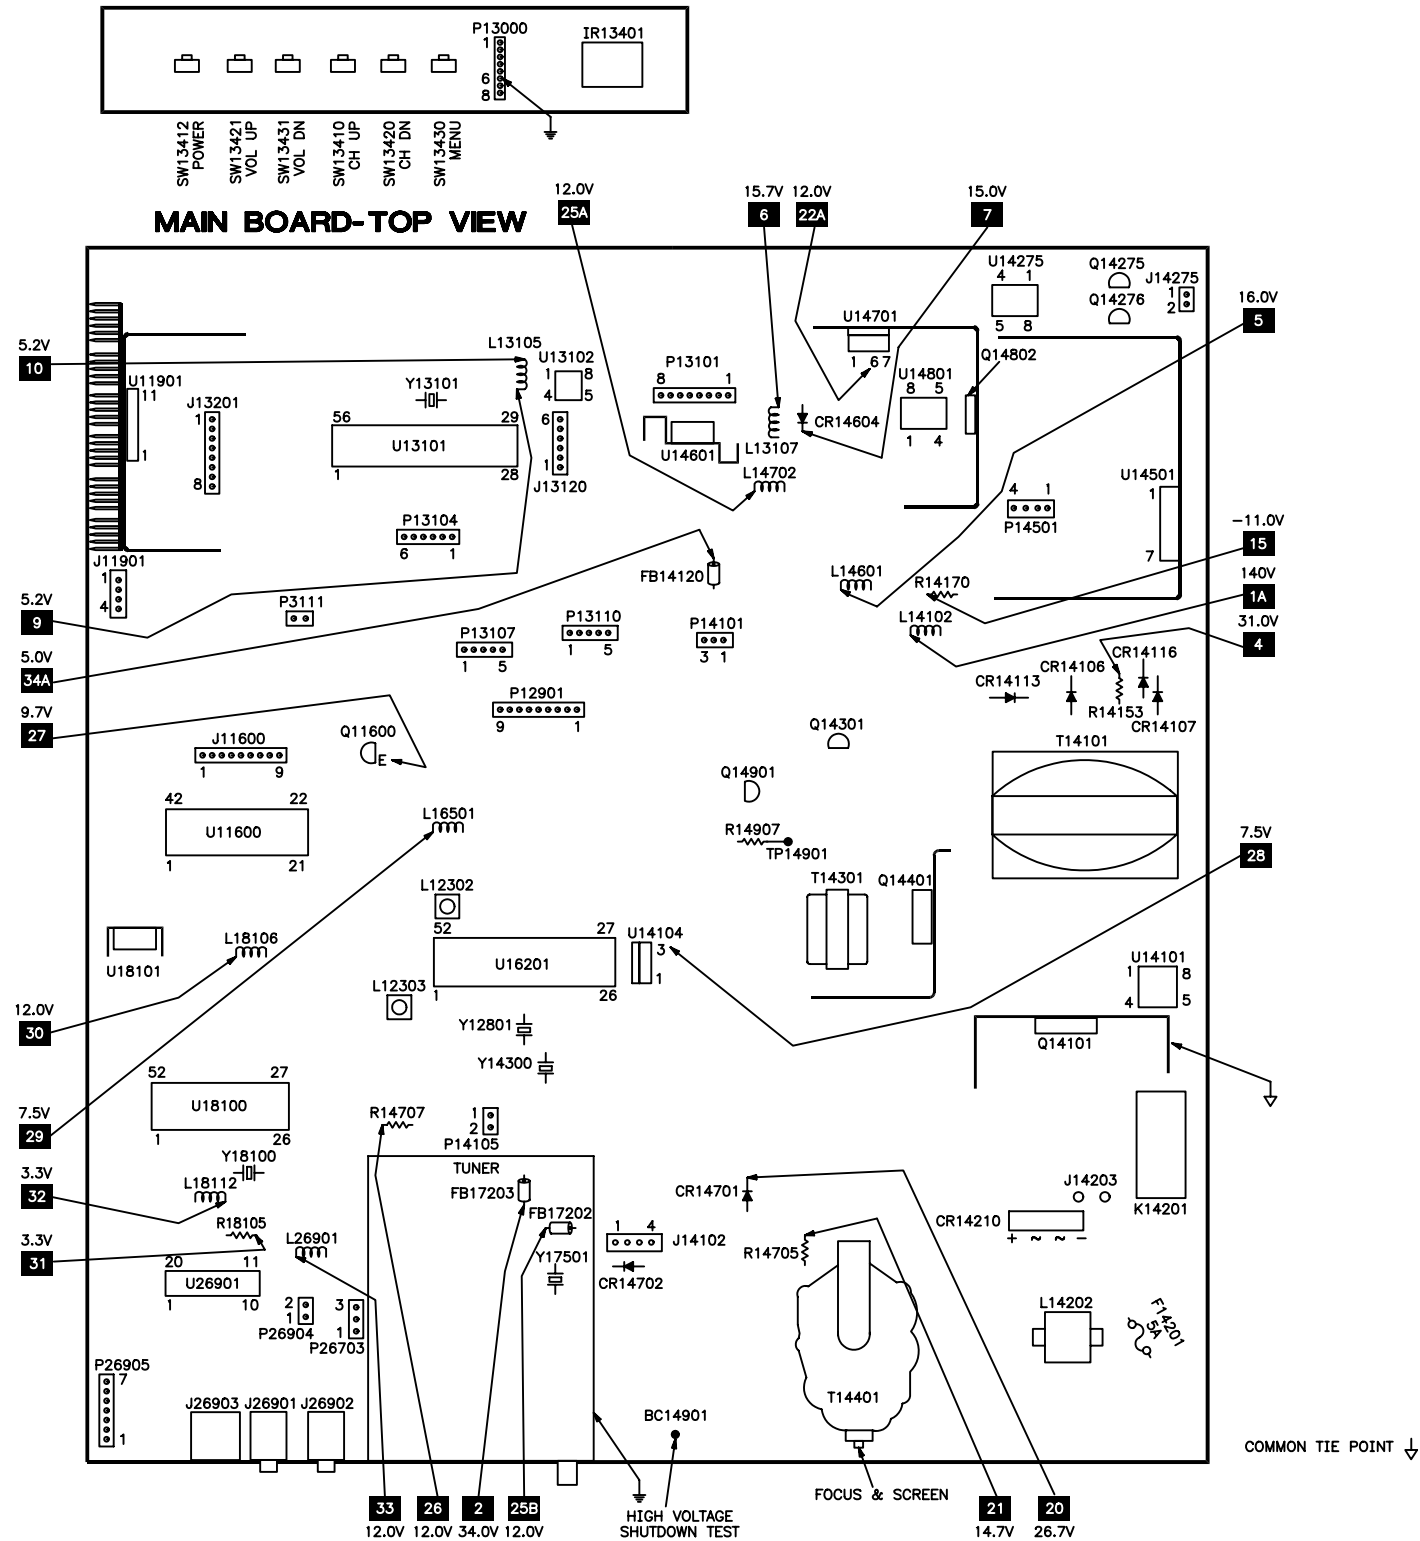 P13000
IR13401
1
6
8
SW13412
POWER
SW13421
VOL UP
SW13431
VOL DN
SW13410
CH UP
SW13420
CH DN
SW13430
MENU
MAIN BOARD-TOP VIEW
12.0V
25A
15.7V
6
12.0V
22A
15.0V
7
U14275
4 1
5 8
Q14275
Q14276
J14275
1
2
16.0V
5
5.2V
10
U11901
11
1
J13201
1
8
Y13101
L13105
U13102
1 8
4 5
56 29
U13101
1 28
6
1
J13120
P13101
8 1
U14601
L13107
CR14604
L14702
U14701
1 6 7
U14801
8 5
1 4
Q14802
U14501
1
7
4 1
P14501
P13104
6 1
J11901
1
4
FB14120
L14601
R14170
L14102
-11.0V
15
140V
1A
31.0V
4
5.2V
9
P3111
5.0V
34A
P13107
1 5
P13110
1 5
P14101
3 1
9.7V
27
P12901
9 1
CR14113
CR14106
CR14116
R14153
CR14107
Q14301
T14101
J11600
1 9
Q11600
E
Q14901
R14907
TP14901
42 22
U11600
1 21
L16501
7.5V
28
L12302
T14301
Q14401
52 27
U16201
1 26
U14104
3
1
U18101
L18106
L12303
U14101
1 8
4 5
12.0V
30
Y12801
Y14300
Q14101
52 27
U18100
1 26
R14707
1
2
P14105
7.5V
29
3.3V
32
Y18100
L18112
TUNER
FB17203
CR14701
J14203
K14201
CR14210
+ ~ ~ -
R18105
L26901
FB17202
1 4
J14102
R14705
3.3V
31
20 11
U26901
1 10
Y17501
CR14702
2
1
P26904
3
1
P26703
L14202
F14201
5A
P26905
7
1
J26903
J26901
J26902
BC14901
T14401
COMMON TIE POINT
FOCUS & SCREEN
33
12.0V
26
12.0V
2
34.0V
25B
12.0V
HIGH VOLTAGE
SHUTDOWN TEST
21
14.7V
20
26.7V